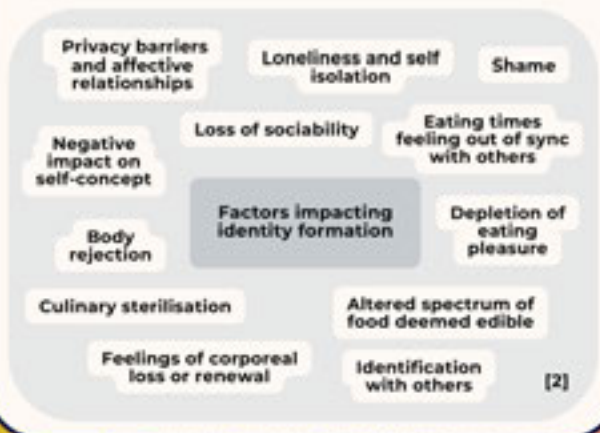 Privacy barriers
and affective
relationships
Loneliness and self
isolation
Shame
Loss of sociability
Eating times
feeling out of sync
with others
Negative
impact on
self-concept
Factors impacting
identity formation
Depletion of
eating
pleasure
Body
rejection
Culinary sterilisation
Altered spectrum of
food deemed edible
Feelings of corporeal
loss or renewal
Identification
with others
[2]